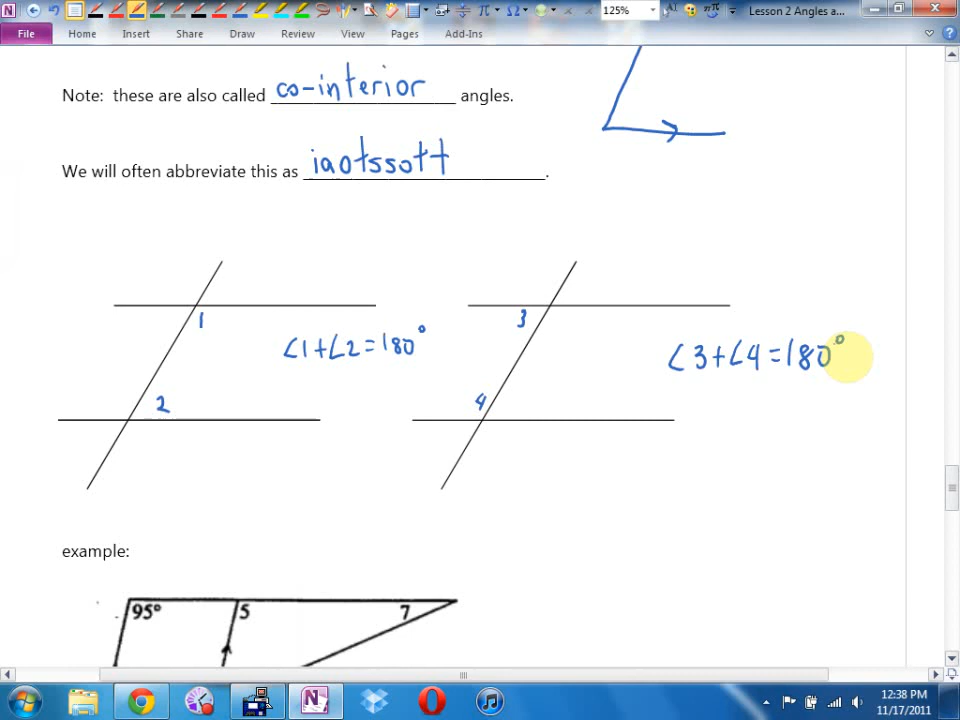 125% Lesson 2 Angles a...
File Home Insert Share Draw Review Pages Add-Ins
Note: these are also called co-interior angles.
We will often abbreviate this as iaotssott.
1
∠1+∠2=180°
2
3
∠3+∠4=180°
4
example:
95° 5 7
12:38 PM
11/17/2011